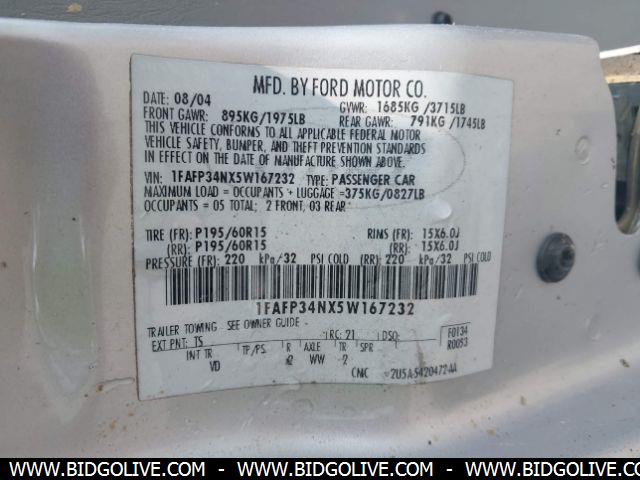 MFD. BY FORD MOTOR CO.
DATE: 08/04 GVWR: 1685KG /3715LB
FRONT GAWR: 895KG/1975LB REAR GAWR: 791KG /1745LB
THIS VEHICLE CONFORMS TO ALL APPLICABLE FEDERAL MOTOR
VEHICLE SAFETY, BUMPER, AND THEFT PREVENTION STANDARDS
IN EFFECT ON THE DATE OF MANUFACTURE SHOWN ABOVE.
VIN: 1FAFP34NX5W167232 TYPE: PASSENGER CAR
MAXIMUM LOAD = OCCUPANTS + LUGGAGE =375KG/0827LB
OCCUPANTS = 05 TOTAL; 2 FRONT, 03 REAR
TIRE (FR): P195/60R15 RIMS (FR): 15X6.0J
(RR): P195/60R15 (RR): 15X6.0J
PRESSURE (FR): 220 kPa/32 PSI COLD (RR): 220 kPa/32 PSI COLD
1FAFP34NX5W167232
TRAILER TOWING - SEE OWNER GUIDE -
EXT PNT: TS RC: 21 DSO: F0134
INT TR TP/PS R AXLE TR SPR R0053
VD WW 2
2U5A-5420472-AA
WWW.BIDGOLIVE.COM - WWW.BIDGOLIVE.COM - WWW.BIDGOLIVE.COM